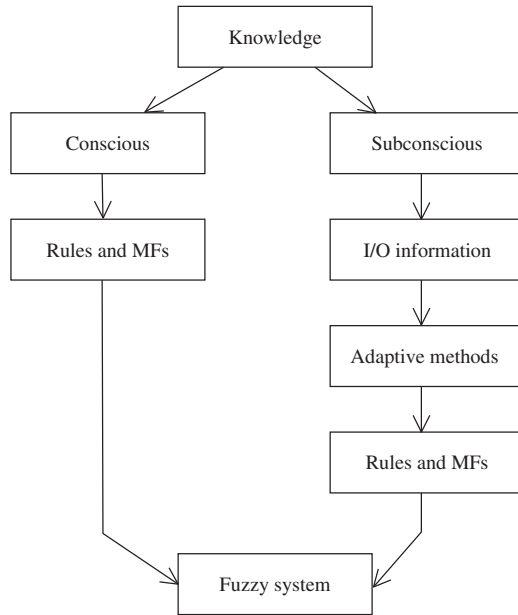 Knowledge
Conscious
Subconscious
Rules and MFs
I/O information
Adaptive methods
Rules and MFs
Fuzzy system